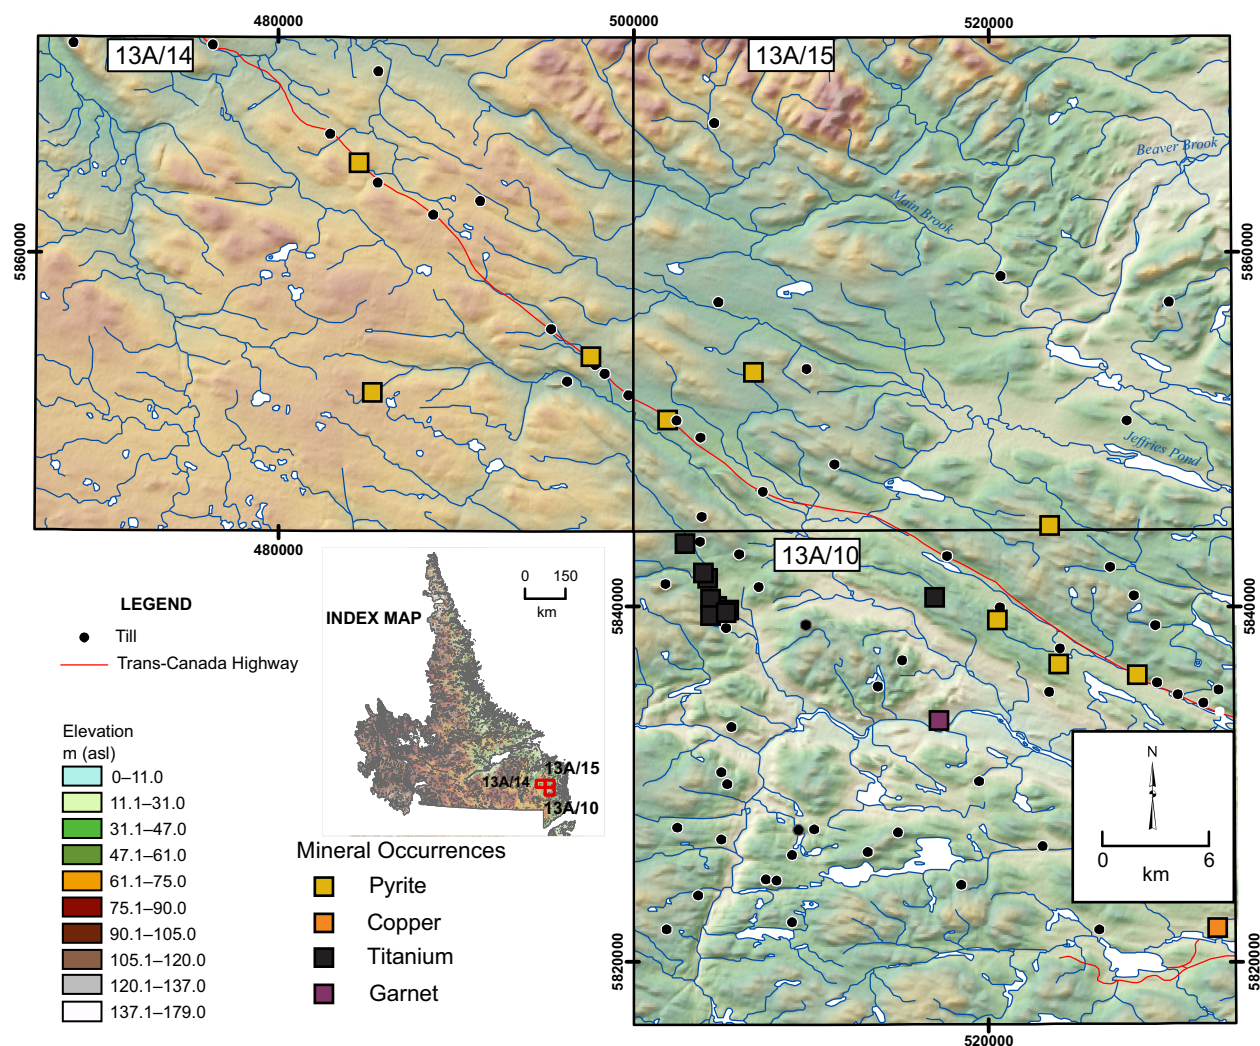 480000
500000
520000
13A/14
13A/15
Beaver Brook
Main Brook
5860000
5860000
Jeffries Pond
480000
13A/10
0 150
km
INDEX MAP
LEGEND
Till
Trans-Canada Highway
5840000
5840000
Elevation
m (asl)
0–11.0
11.1–31.0
31.1–47.0
47.1–61.0
61.1–75.0
75.1–90.0
90.1–105.0
105.1–120.0
120.1–137.0
137.1–179.0
13A/15
13A/14
13A/10
Mineral Occurrences
Pyrite
Copper
Titanium
Garnet
N
0 6
km
5820000
5820000
520000